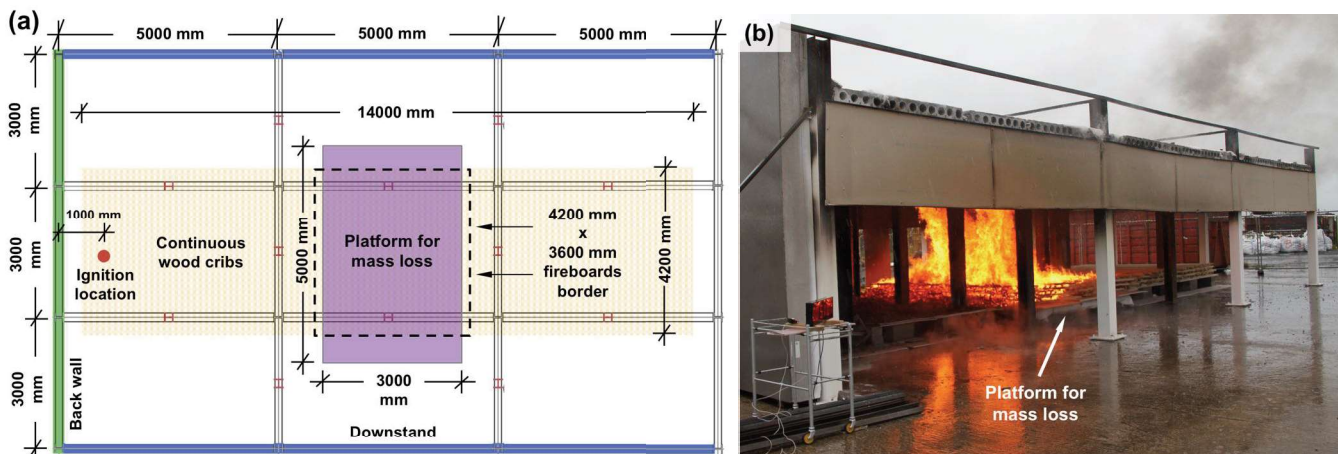 (a)
5000 mm
5000 mm
5000 mm
3000
mm
14000 mm
1000 mm
3000
mm
Continuous
wood cribs
Ignition
location
5000 mm
Platform for
mass loss
4200 mm
x
3600 mm
fireboards
border
4200 mm
3000
mm
Back wall
3000
mm
Downstand
(b)
Platform for
mass loss